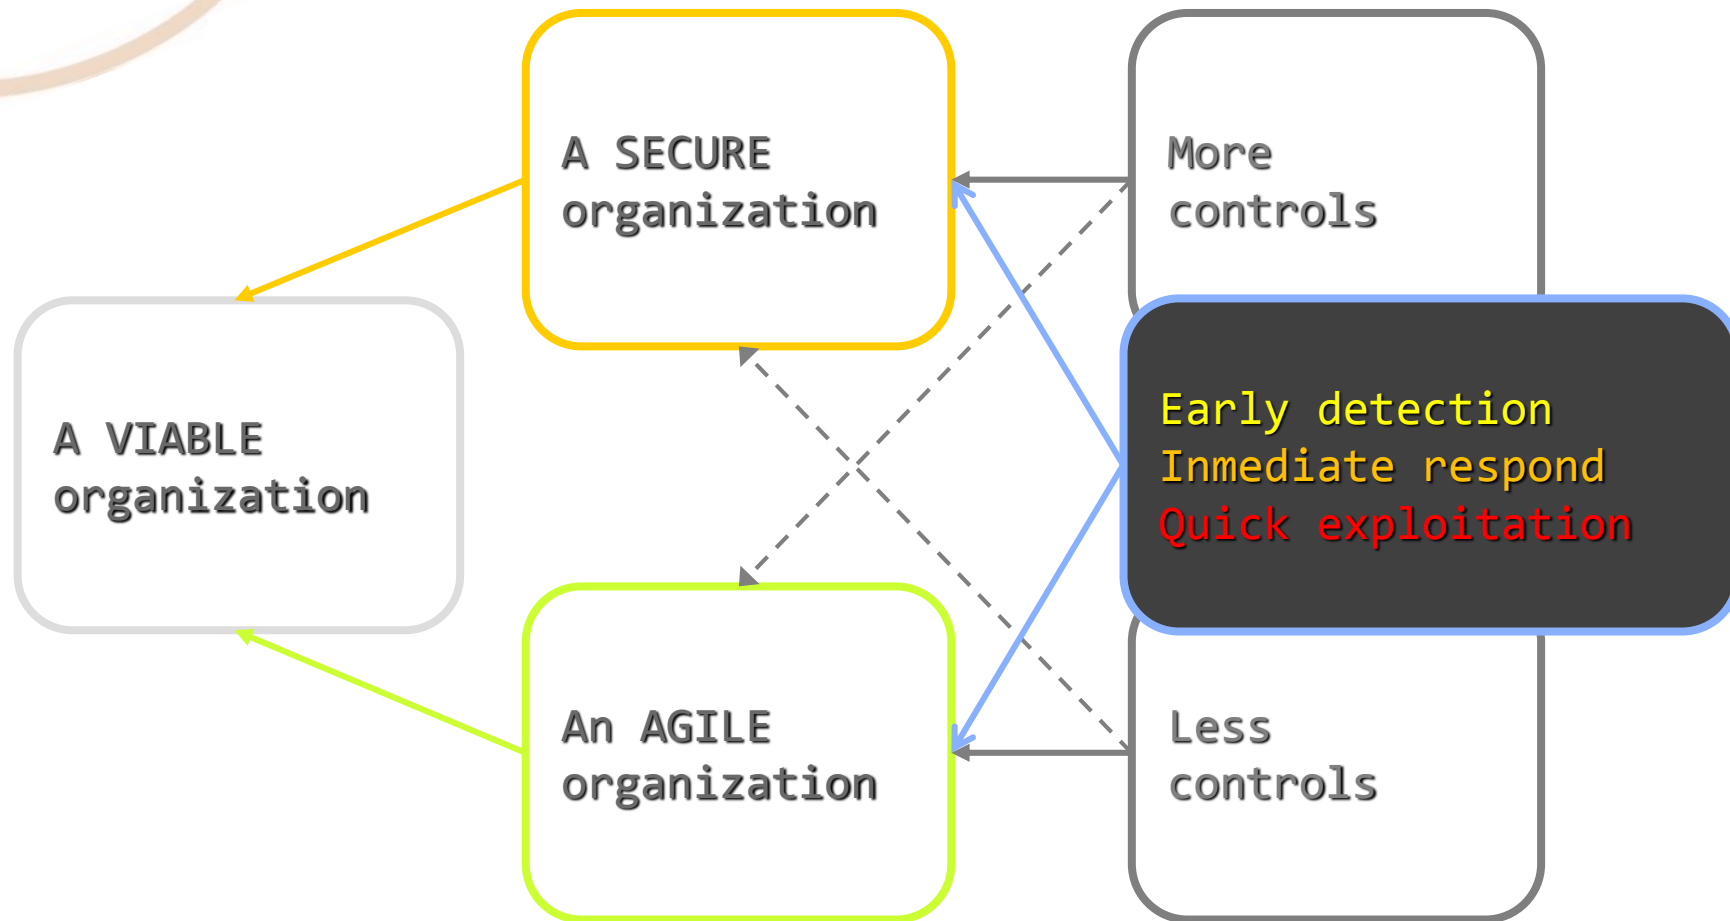 A SECURE
organization
More
controls
A VIABLE
organization
Early detection
Inmediate respond
Quick exploitation
An AGILE
organization
Less
controls